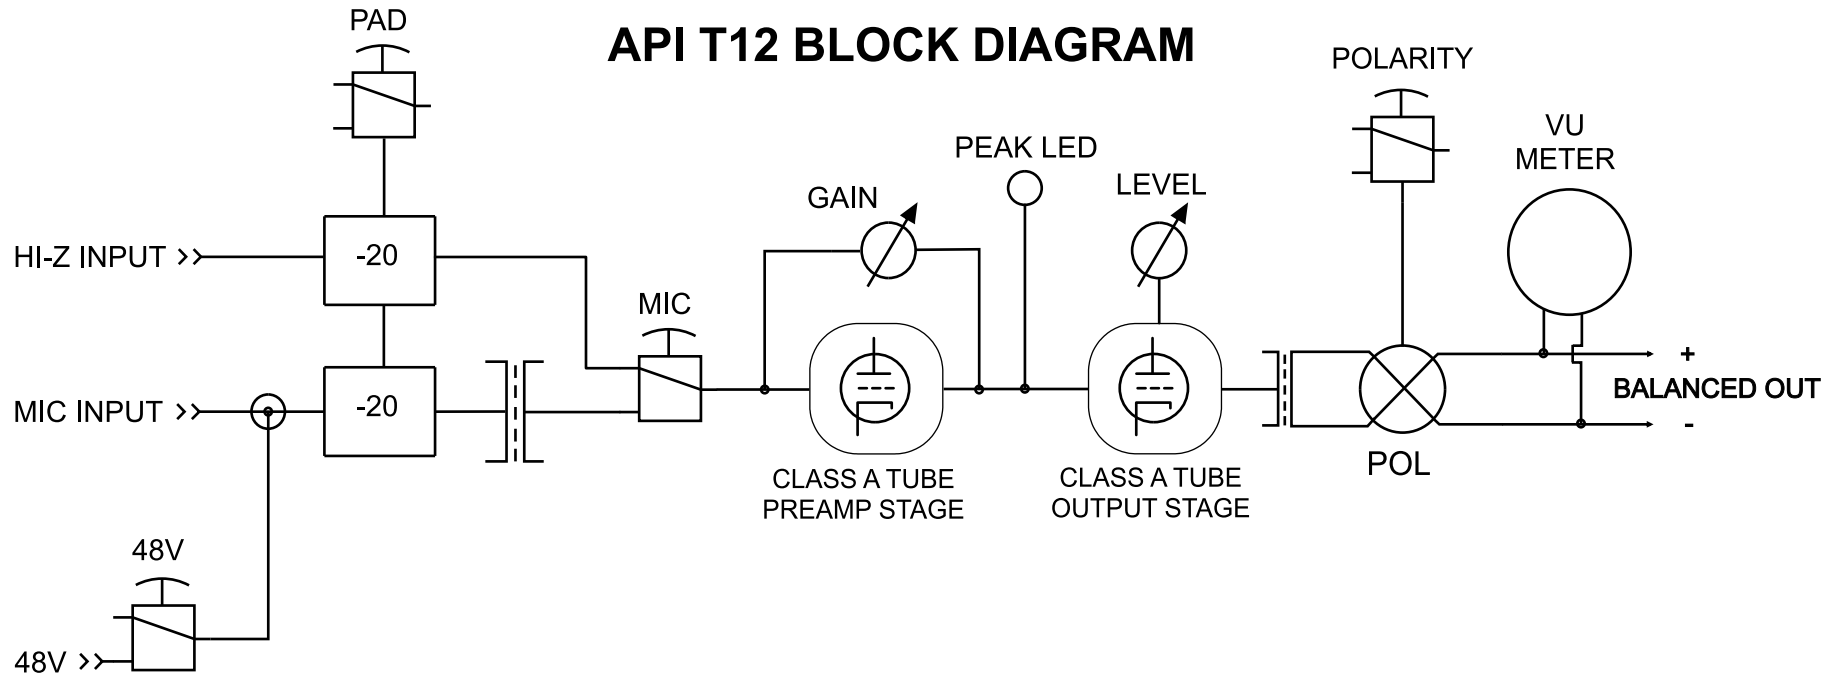 API T12 BLOCK DIAGRAM
PAD
POLARITY
VU
METER
PEAK LED
LEVEL
GAIN
HI-Z INPUT
-20
MIC
MIC INPUT
-20
+
BALANCED OUT
-
POL
CLASS A TUBE
PREAMP STAGE
CLASS A TUBE
OUTPUT STAGE
48V
48V